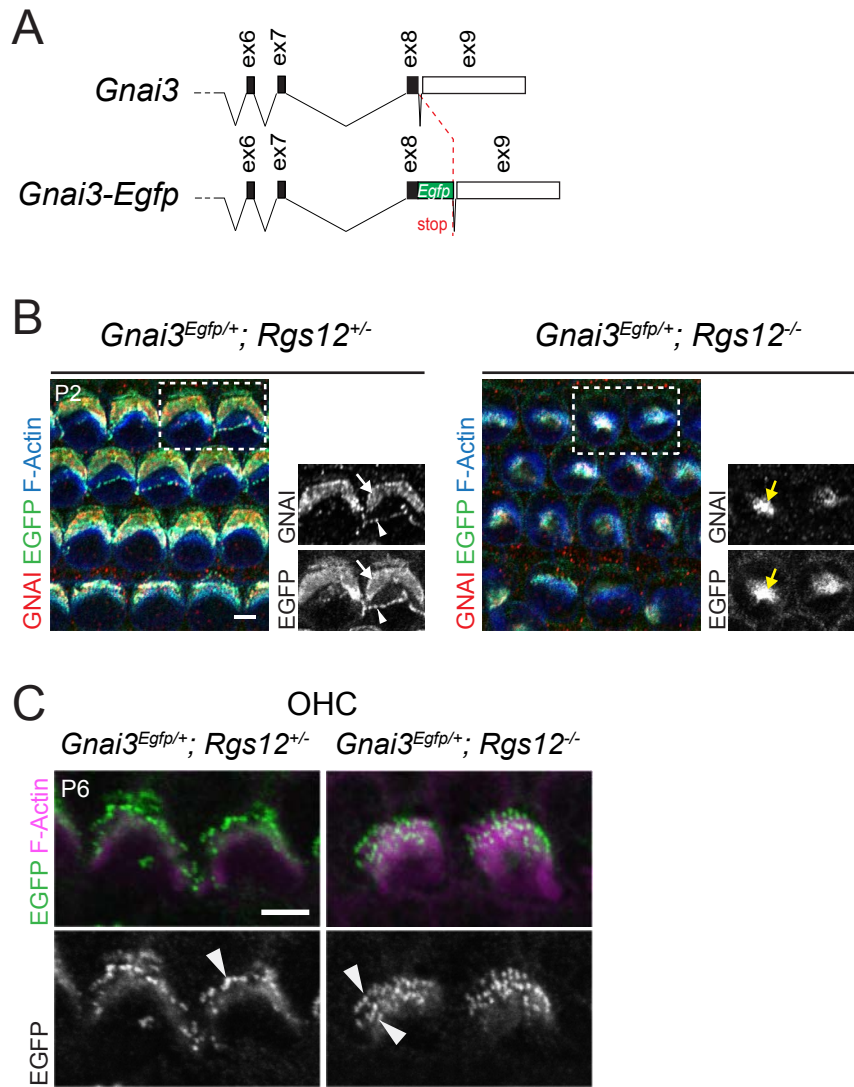 A
ex6 ex7 ex8 ex9
Gnai3
ex6 ex7 ex8 ex9
Gnai3-Egfp
Egfp
stop
B
Gnai3Egfp/+; Rgs12+/- Gnai3Egfp/+; Rgs12-/-
P2
GNAI EGFP F-Actin
GNAI
EGFP
GNAI EGFP F-Actin
GNAI
EGFP
C
OHC
Gnai3Egfp/+; Rgs12+/- Gnai3Egfp/+; Rgs12-/-
P6
EGFP F-Actin
EGFP